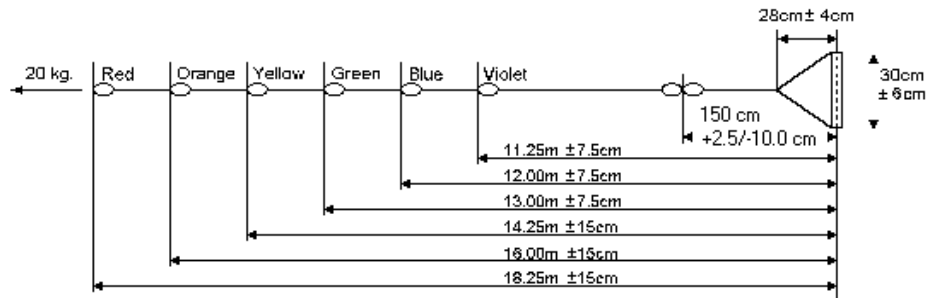 28cm± 4cm
20 kg. Red Orange Yellow Green Blue Violet
30cm
± 6cm
150 cm
+2.5/-10.0 cm
11.25m ±7.5cm
12.00m ±7.5cm
13.00m ±7.5cm
14.25m ±15cm
16.00m ±15cm
18.25m ±15cm